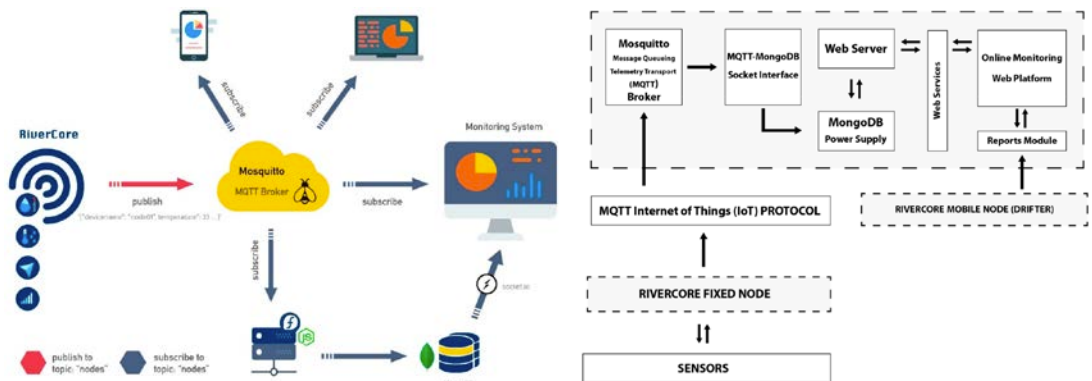 RiverCore
publish
{"devicename": "code01", temperature": 33 ...}'
subscribe
subscribe
Mosquitto
MQTT Broker
subscribe
Monitoring System
subscribe
socket.io
JS
publish to
topic: "nodes"
subscribe to
topic: "nodes"
Mosquitto
Message Queueing
Telemetry Transport
(MQTT)
Broker
MQTT-MongoDB
Socket Interface
Web Server
MongoDB
Power Supply
Web Services
Online Monitoring
Web Platform
Reports Module
MQTT Internet of Things (IoT) PROTOCOL
RIVERCORE MOBILE NODE (DRIFTER)
RIVERCORE FIXED NODE
SENSORS